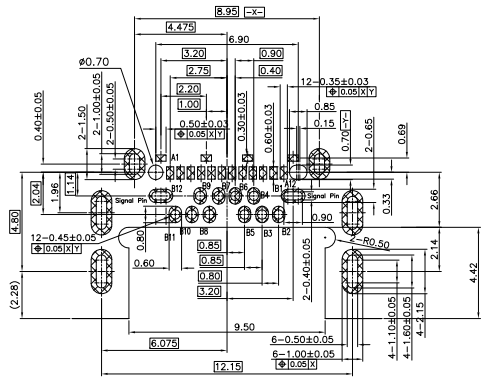 8.95 -X-
4.475
6.90
3.20
0.90
ø0.70
2.75
0.40
2.20
12-0.35±0.03
⌖ 0.05 X Y
1.00
0.85
0.50±0.03
⌖ 0.05 X Y
0.15
0.30±0.03
0.60±0.03
0.70 -Y-
2-0.65
0.69
0.40±0.05
2-1.50
2-1.00±0.05
2-0.50±0.05
A1
A12
B12
B9
B7
B6
B4
B1
Signal Pin
Signal Pin
4.80
2.04
1.96
1.14
0.33
2.66
0.90
12-0.45±0.05
⌖ 0.05 X Y
0.80
B11
B10
B8
B5
B3
B2
2-R0.50
0.60
0.85
0.85
0.80
3.20
2-0.40±0.05
2.14
4.42
(2.28)
9.50
6.075
12.15
6-0.50±0.05
6-1.00±0.05
⌖ 0.05 X
4-1.10±0.05
4-1.60±0.05
4-2.15